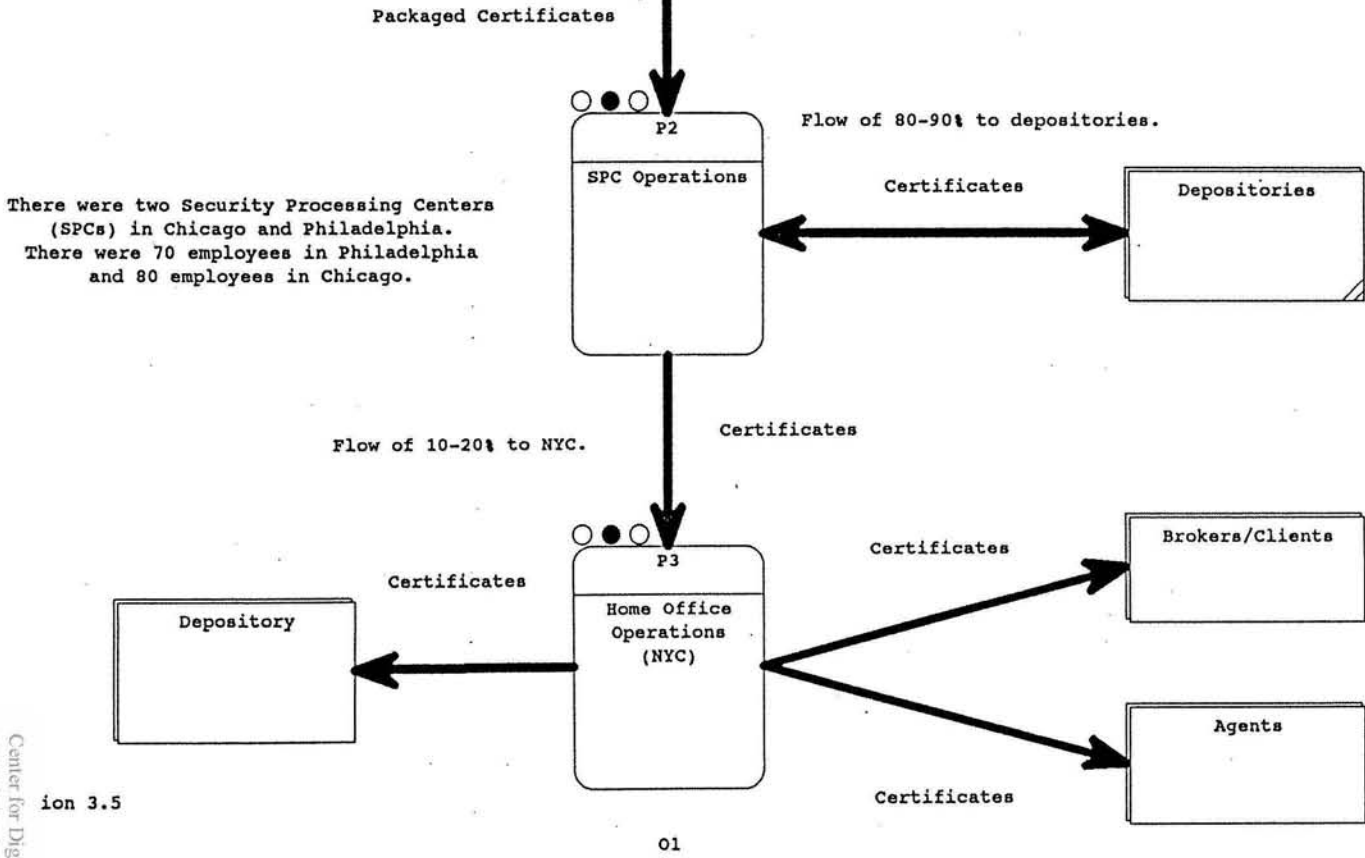 Packaged Certificates
P2
Flow of 80-90% to depositories.
SPC Operations
Certificates
Depositories
There were two Security Processing Centers
(SPCs) in Chicago and Philadelphia.
There were 70 employees in Philadelphia
and 80 employees in Chicago.
Certificates
Flow of 10-20% to NYC.
P3
Certificates
Brokers/Clients
Certificates
Home Office
Operations
(NYC)
Depository
Agents
Certificates
ion 3.5
01
Center for Dig